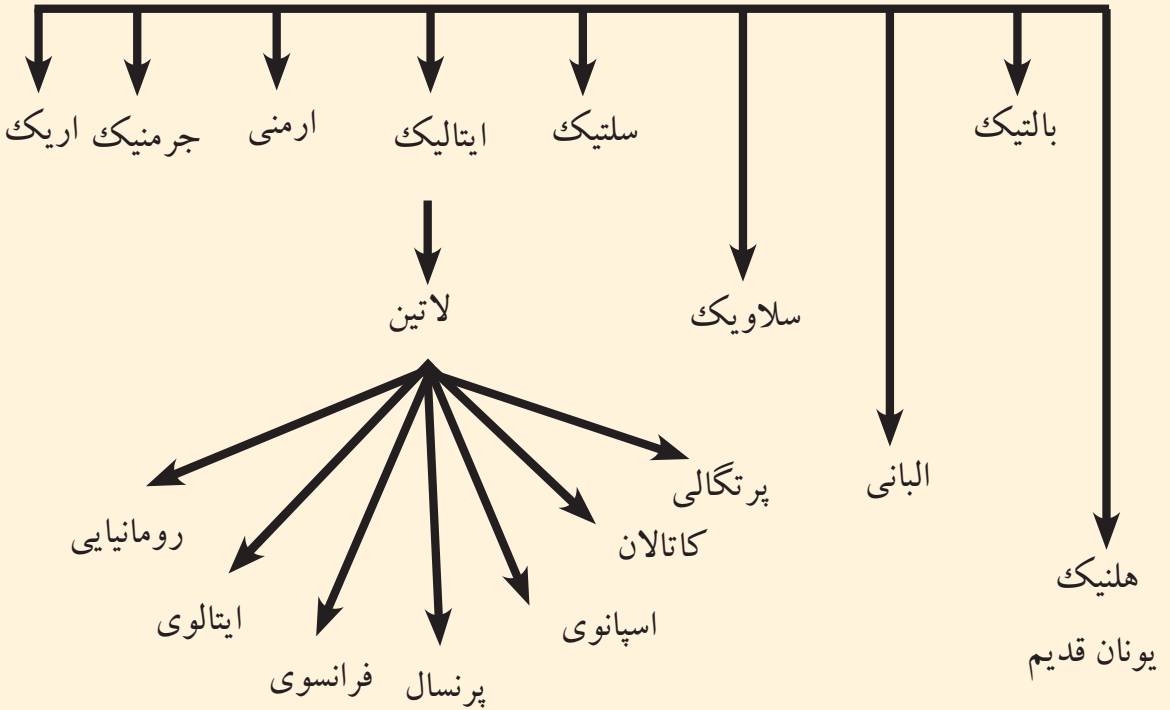 بالتیک
سلتیک
ایتالیک
ارمنی
جرمنیک
اریک
سلاویک
لاتین
البانی
هلنیک
یونان قدیم
پرتگالی
کاتالان
اسپانوی
پرنسال
فرانسوی
ایتالوی
رومانیایی